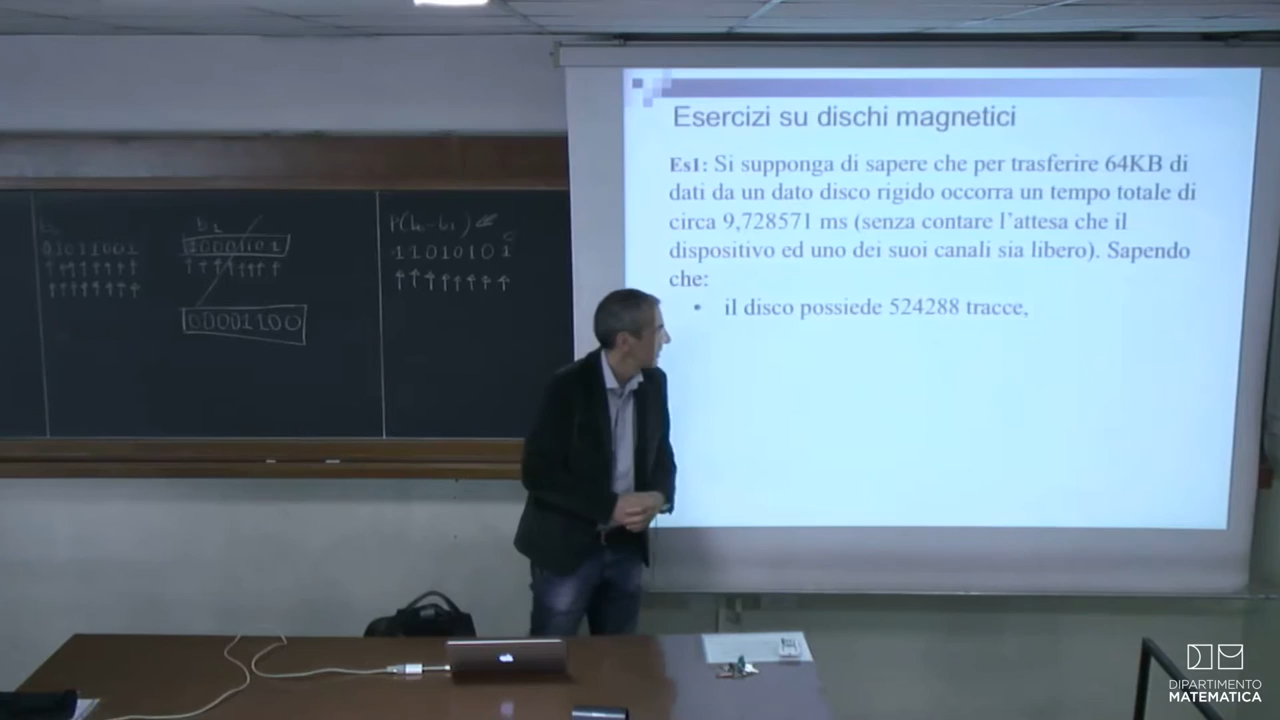 Esercizi su dischi magnetici
Es1: Si supponga di sapere che per trasferire 64KB di
dati da un dato disco rigido occorra un tempo totale di
circa 9,728571 ms (senza contare l'attesa che il
dispositivo ed uno dei suoi canali sia libero). Sapendo
che:
• il disco possiede 524288 tracce,
01011001
10001101
00001100
11010101
DIPARTIMENTO
MATEMATICA